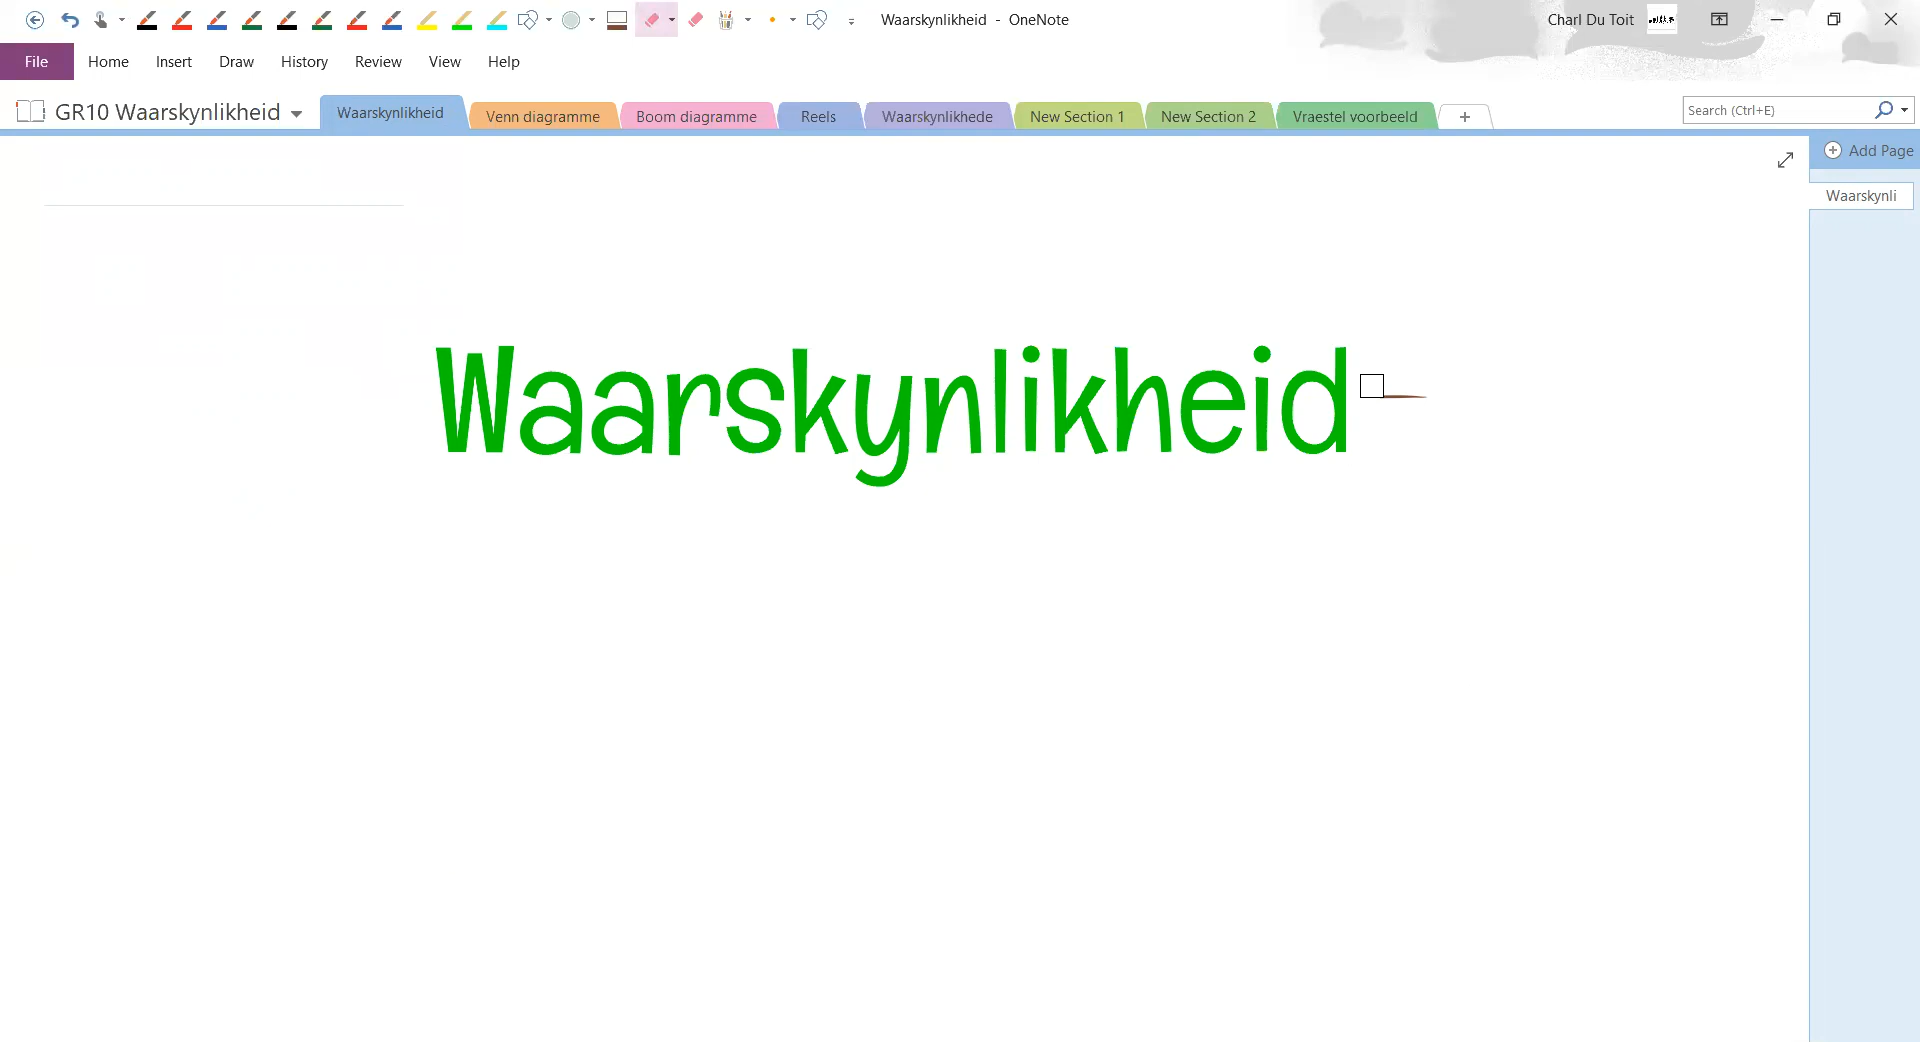 Waarskynlikheid - OneNote
Charl Du Toit
File Home Insert Draw History Review View Help
GR10 Waarskynlikheid
Waarskynlikheid Venn diagramme Boom diagramme Reels Waarskynlikhede New Section 1 New Section 2 Vraestel voorbeeld +
Search (Ctrl+E)
Add Page
Waarskynli
Waarskynlikheid